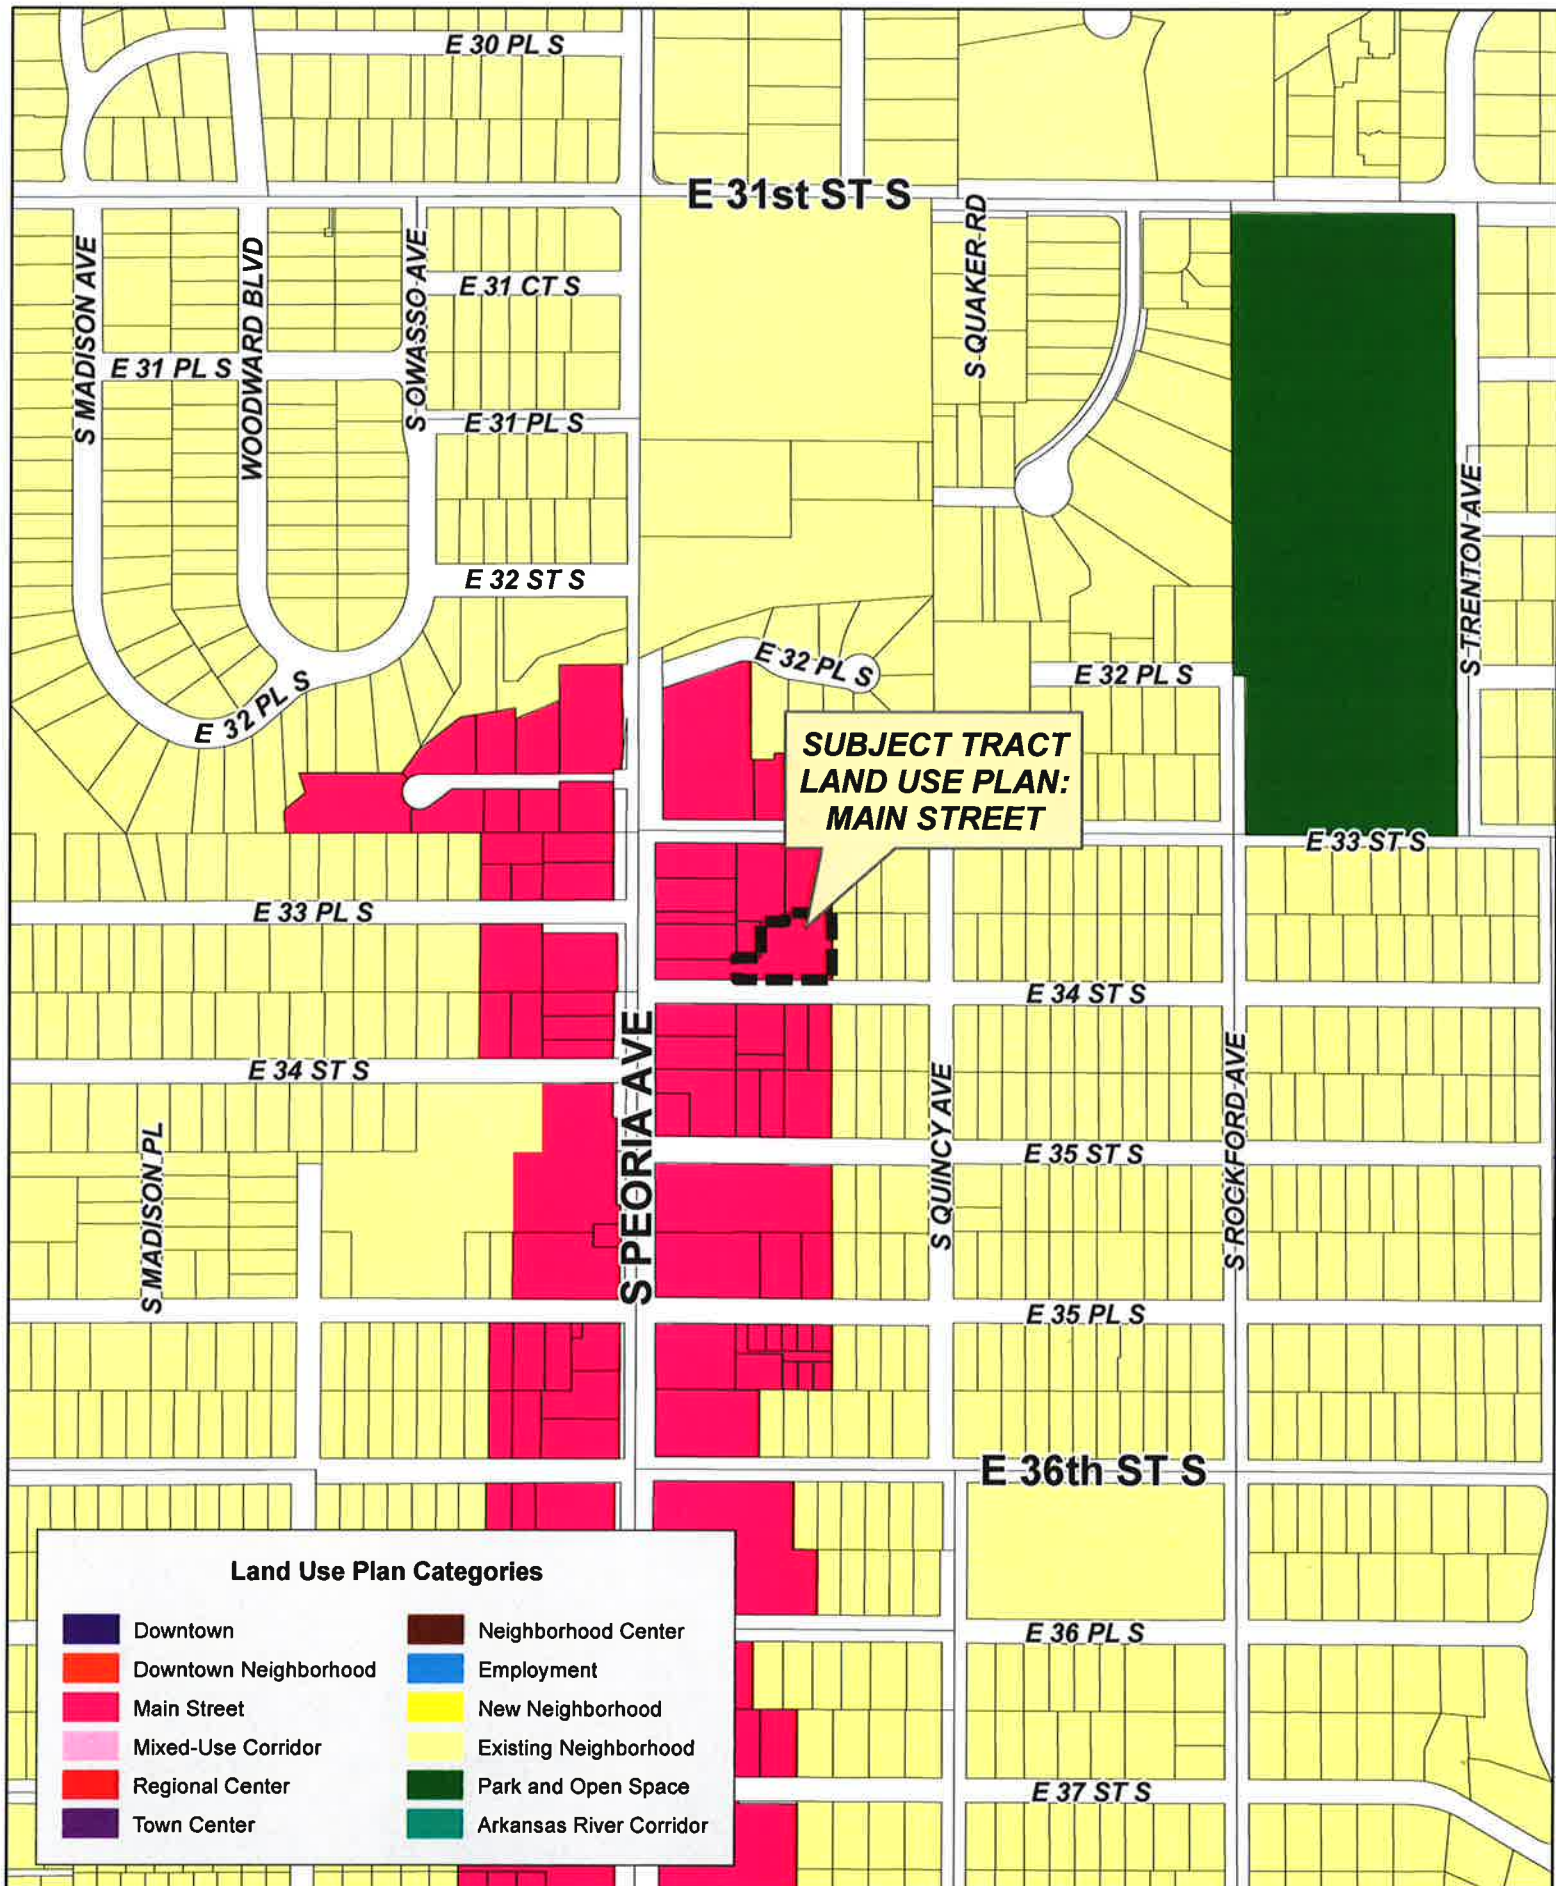 E 30 PL S
E 31st ST S
S MADISON AVE
WOODWARD BLVD
S OWASSO AVE
S QUAKER RD
E 31 CT S
E 31 PL S
E 31 PL S
S TRENTON AVE
E 32 ST S
E 32 PL S
E 32 PL S
E 32 PL S
SUBJECT TRACT
LAND USE PLAN:
MAIN STREET
E 33 ST S
E 33 PL S
E 34 ST S
S PEORIA AVE
E 34 ST S
S QUINCY AVE
S ROCKFORD AVE
S MADISON PL
E 35 ST S
E 35 PL S
E 36th ST S
Land Use Plan Categories
Downtown
Downtown Neighborhood
Main Street
Mixed-Use Corridor
Regional Center
Town Center
Neighborhood Center
Employment
New Neighborhood
Existing Neighborhood
Park and Open Space
Arkansas River Corridor
E 36 PL S
E 37 ST S